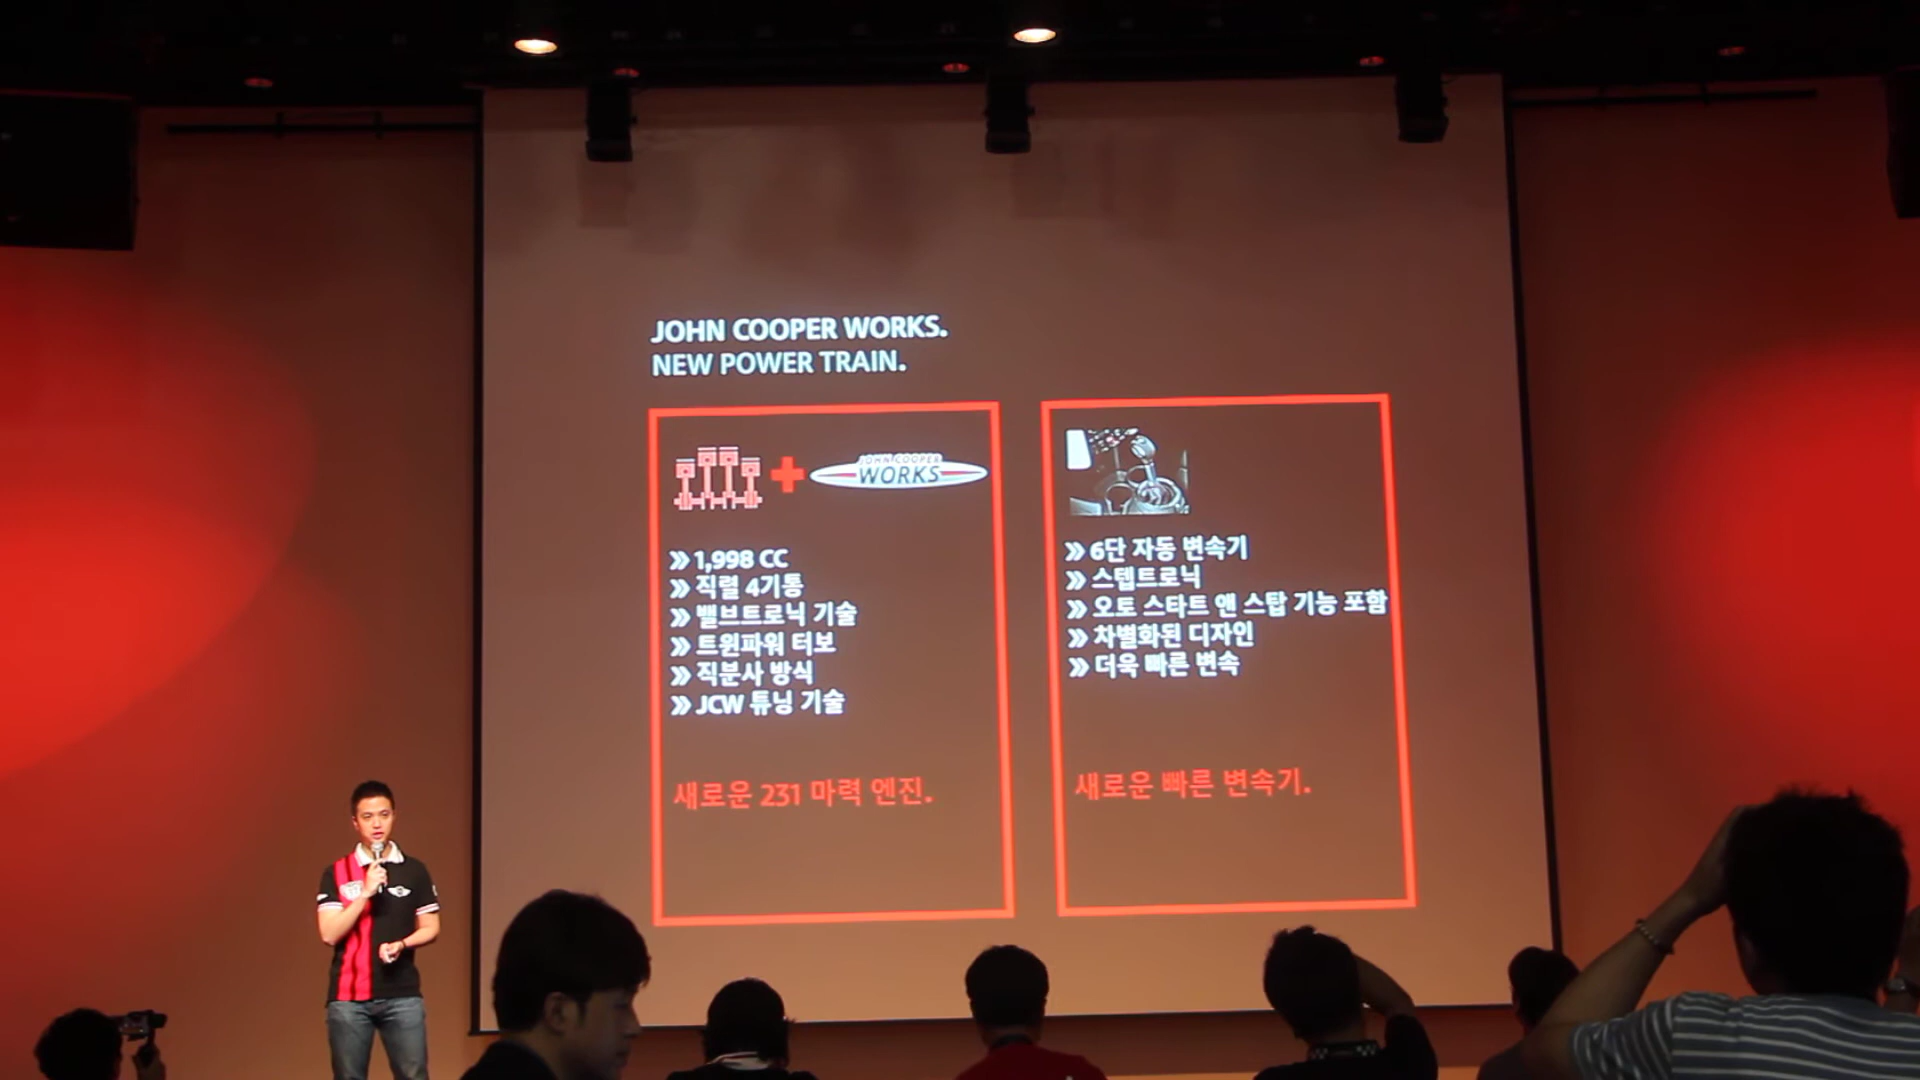 JOHN COOPER WORKS.
NEW POWER TRAIN.
JOHN COOPER
WORKS
» 1,998 CC
» 직렬 4기통
» 밸브트로닉 기술
» 트윈파워 터보
» 직분사 방식
» JCW 튜닝 기술
새로운 231 마력 엔진.
» 6단 자동 변속기
» 스텝트로닉
» 오토 스타트 앤 스탑 기능 포함
» 차별화된 디자인
» 더욱 빠른 변속
새로운 빠른 변속기.